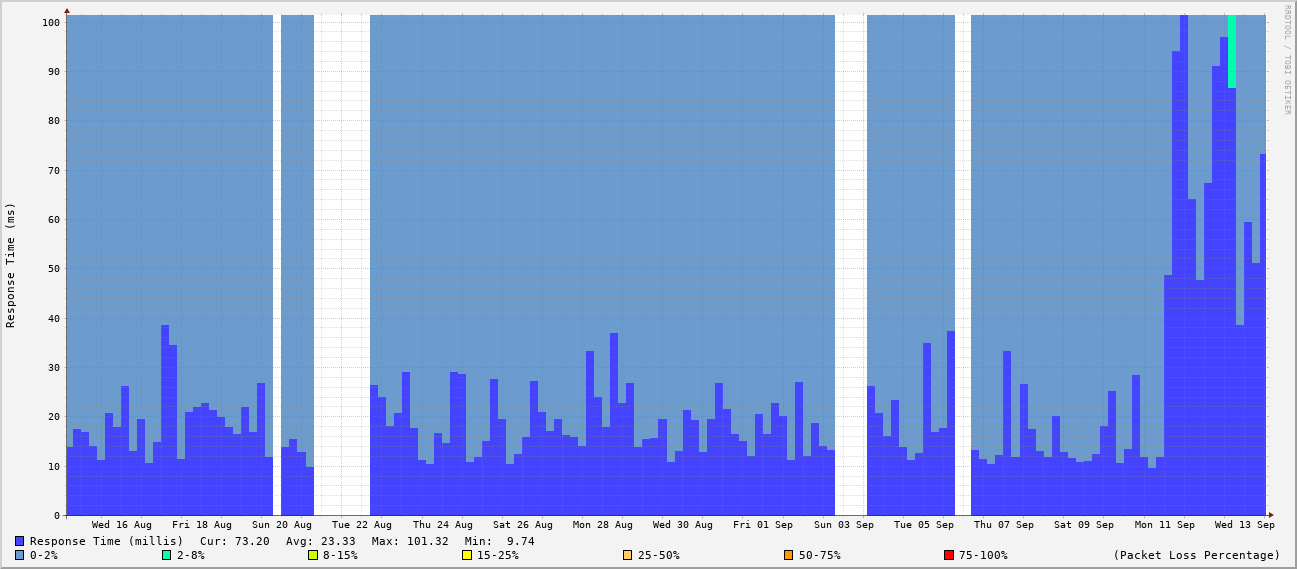 RRDTOOL / TOBI OETIKER
Response Time (ms)
100
90
80
70
60
50
40
30
20
10
0
Wed 16 Aug Fri 18 Aug Sun 20 Aug Tue 22 Aug Thu 24 Aug Sat 26 Aug Mon 28 Aug Wed 30 Aug Fri 01 Sep Sun 03 Sep Tue 05 Sep Thu 07 Sep Sat 09 Sep Mon 11 Sep Wed 13 Sep
Response Time (millis) Cur: 73.20 Avg: 23.33 Max: 101.32 Min: 9.74
0-2% 2-8% 8-15% 15-25% 25-50% 50-75% 75-100% (Packet Loss Percentage)